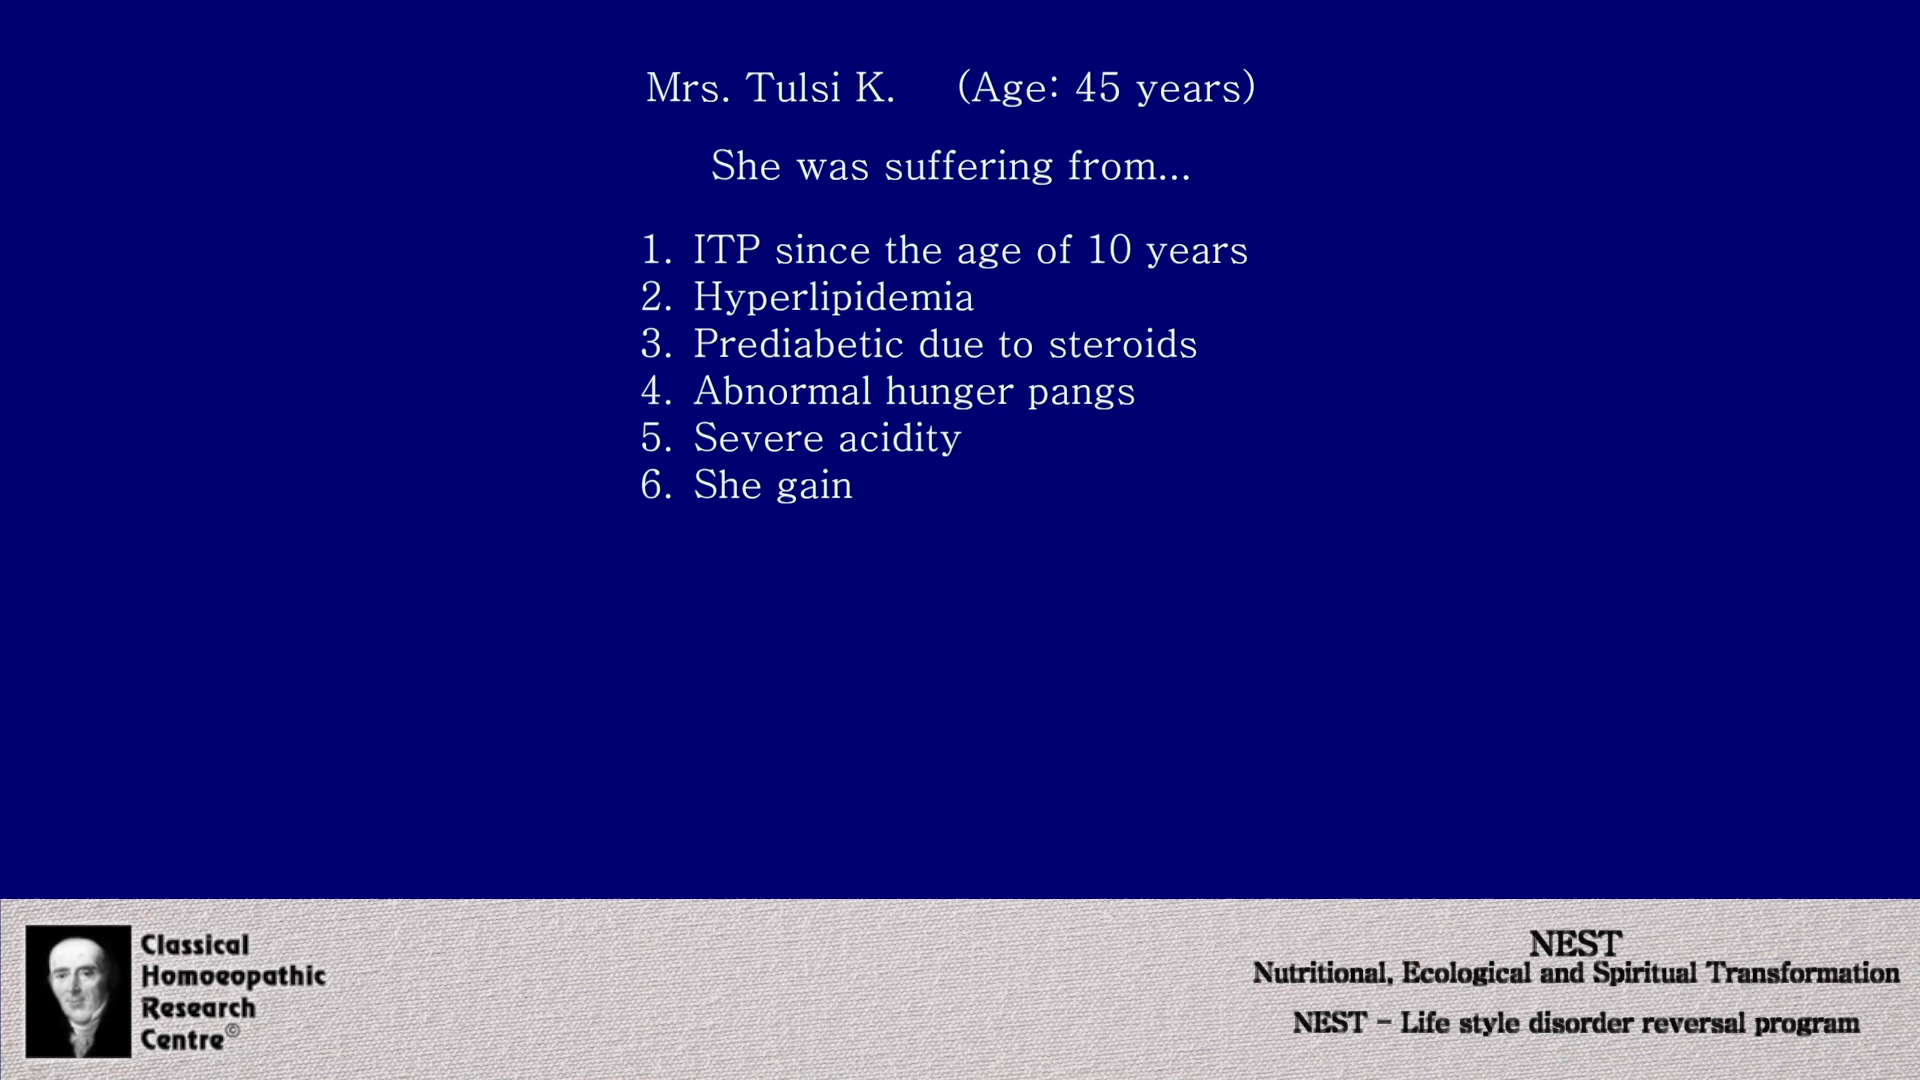 Mrs. Tulsi K. (Age: 45 years)
She was suffering from...
1. ITP since the age of 10 years
2. Hyperlipidemia
3. Prediabetic due to steroids
4. Abnormal hunger pangs
5. Severe acidity
6. She gain
Classical
Homoeopathic
Research
Centre©
NEST
Nutritional, Ecological and Spiritual Transformation
NEST - Life style disorder reversal program